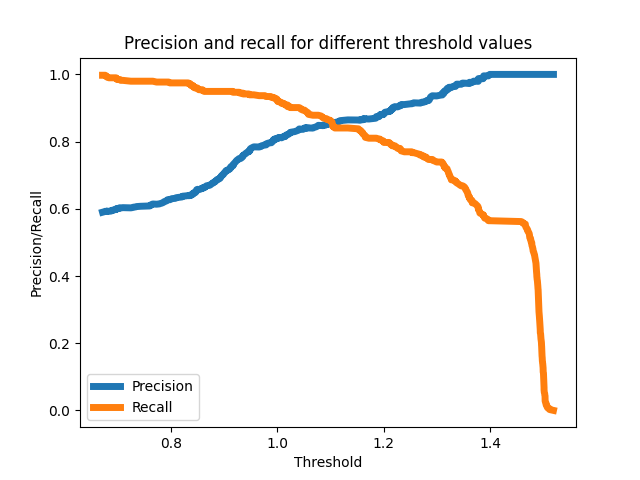 Precision and recall for different threshold values
Precision/Recall
1.0
0.8
0.6
0.4
0.2
0.0
Precision
Recall
0.8 1.0 1.2 1.4
Threshold